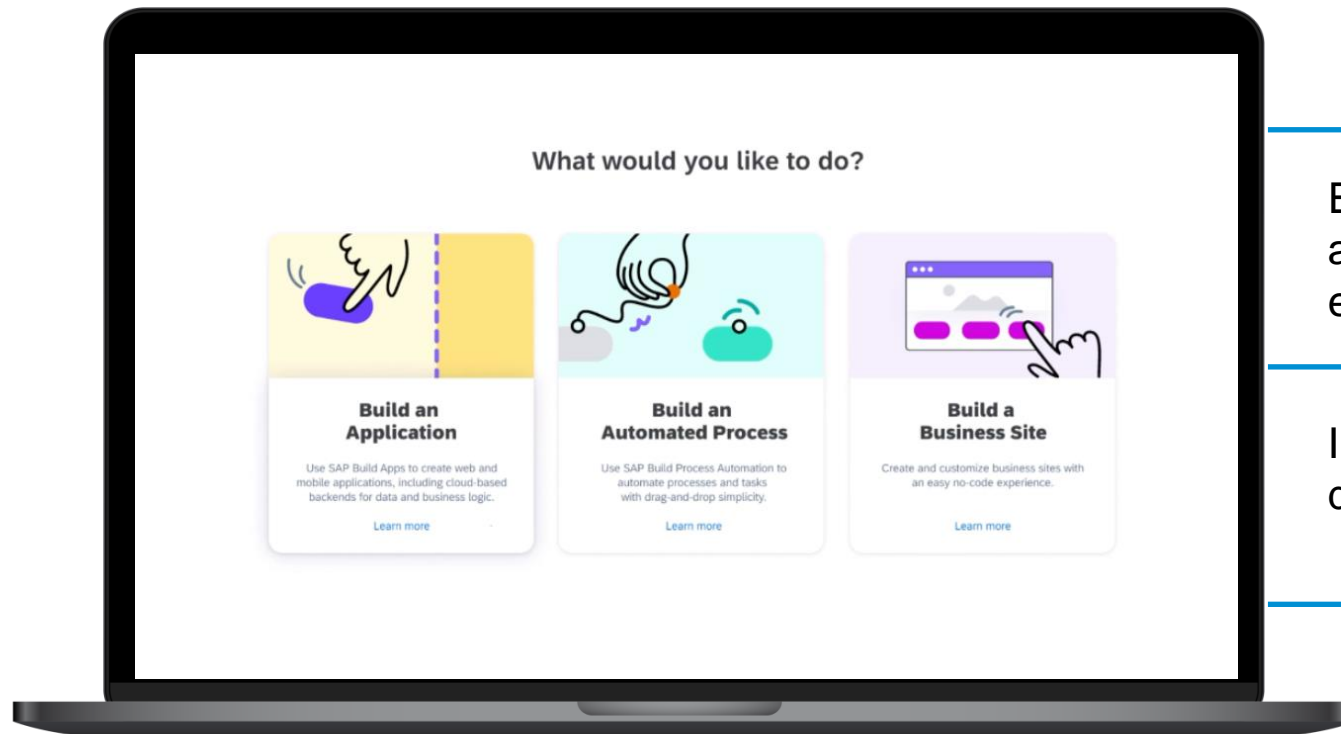 What would you like to do?
Build an
Application
Use SAP Build Apps to create web and
mobile applications, including cloud-based
backends for data and business logic.
Learn more
Build an
Automated Process
Use SAP Build Process Automation to
automate processes and tasks
with drag-and-drop simplicity.
Learn more
Build a
Business Site
Create and customize business sites with
an easy no-code experience.
Learn more